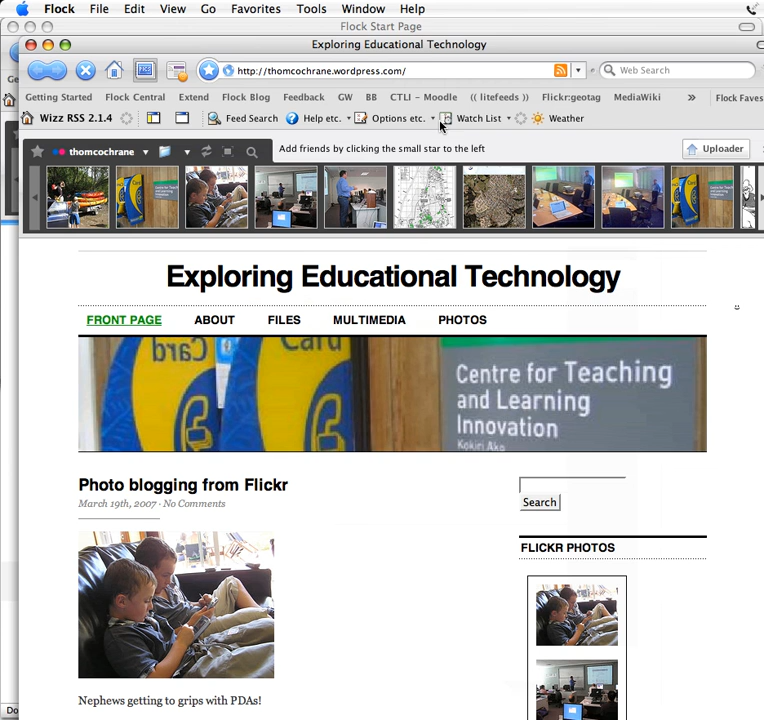 Flock File Edit View Go Favorites Tools Window Help
Flock Start Page
Exploring Educational Technology
http://thomcochrane.wordpress.com/ Web Search
Getting Started Flock Central Extend Flock Blog Feedback GW BB CTLI - Moodle (( litefeeds )) Flickr:geotag MediaWiki » Flock Faves
Wizz RSS 2.1.4 Feed Search Help etc. Options etc. Watch List Weather
thomcochrane Add friends by clicking the small star to the left Uploader
Exploring Educational Technology
FRONT PAGE ABOUT FILES MULTIMEDIA PHOTOS
Card Card
Centre for Teaching
and Learning
Innovation
Kokiri Ako
Photo blogging from Flickr
March 19th, 2007 · No Comments
Search
FLICKR PHOTOS
Nephews getting to grips with PDAs!
Do